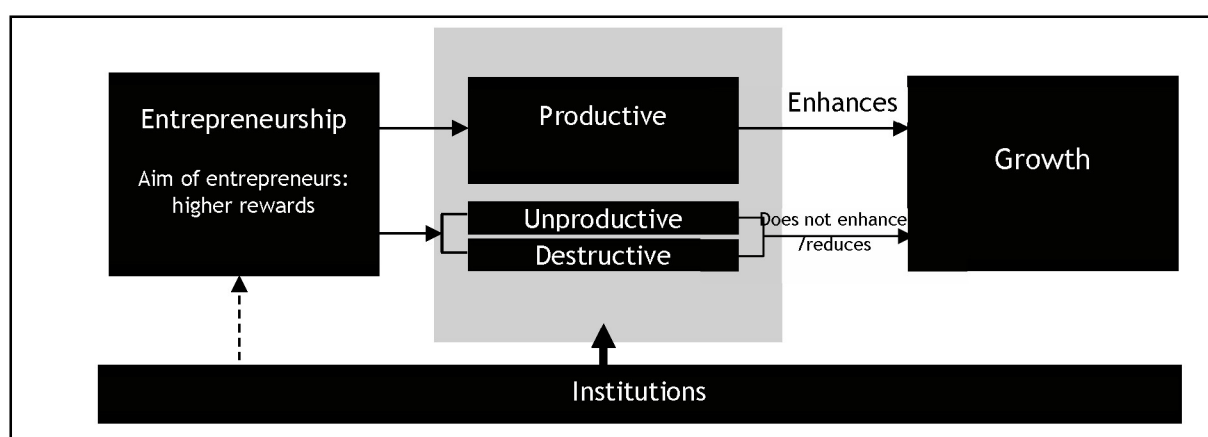 Entrepreneurship
Aim of entrepreneurs:
higher rewards
Productive
Unproductive
Destructive
Enhances
Does not enhance
/reduces
Growth
Institutions